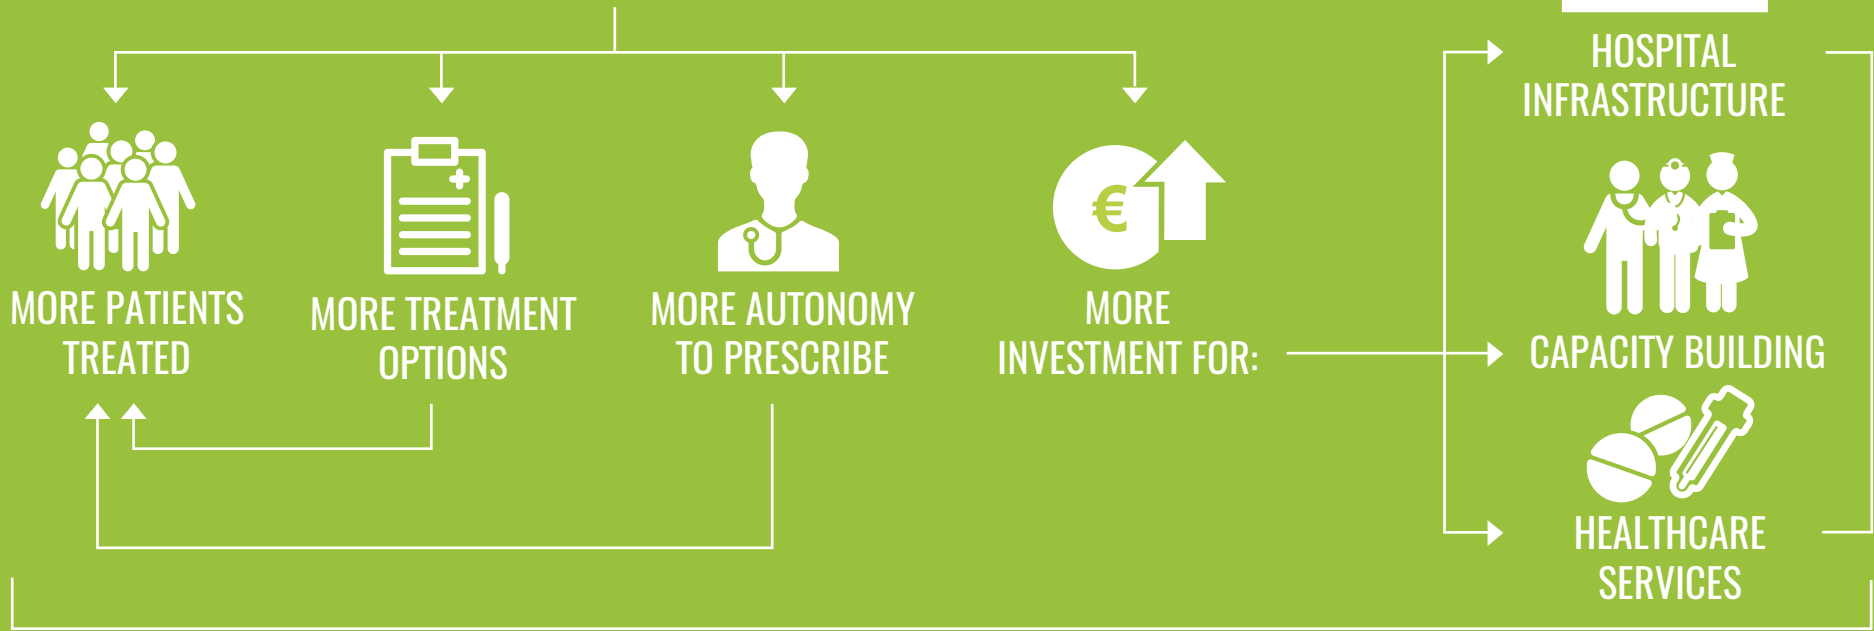 MORE PATIENTS
TREATED
MORE TREATMENT
OPTIONS
MORE AUTONOMY
TO PRESCRIBE
€
MORE
INVESTMENT FOR:
HOSPITAL
INFRASTRUCTURE
CAPACITY BUILDING
HEALTHCARE
SERVICES